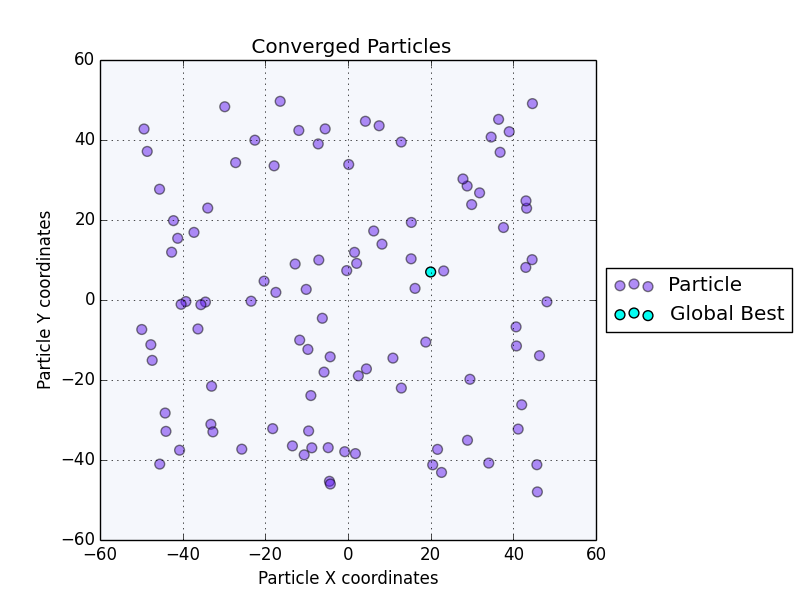 Converged Particles
60
40
20
0
−20
−40
−60
−60 −40 −20 0 20 40 60
Particle Y coordinates
Particle X coordinates
Particle
Global Best